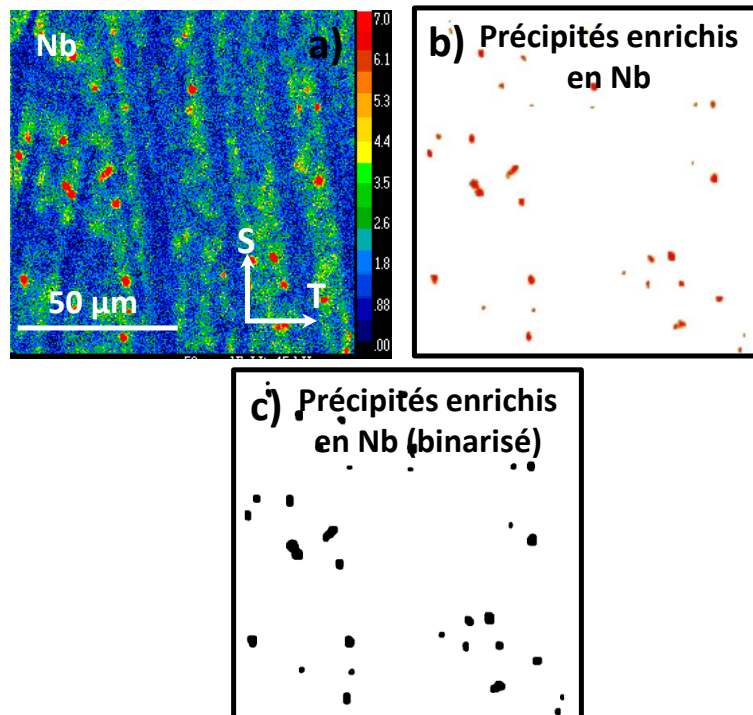 Nb
a)
7.0
6.1
5.3
4.4
3.5
2.6
1.8
.88
.00
S
T
50 µm
b) Précipités enrichis
en Nb
c) Précipités enrichis
en Nb (binarisé)